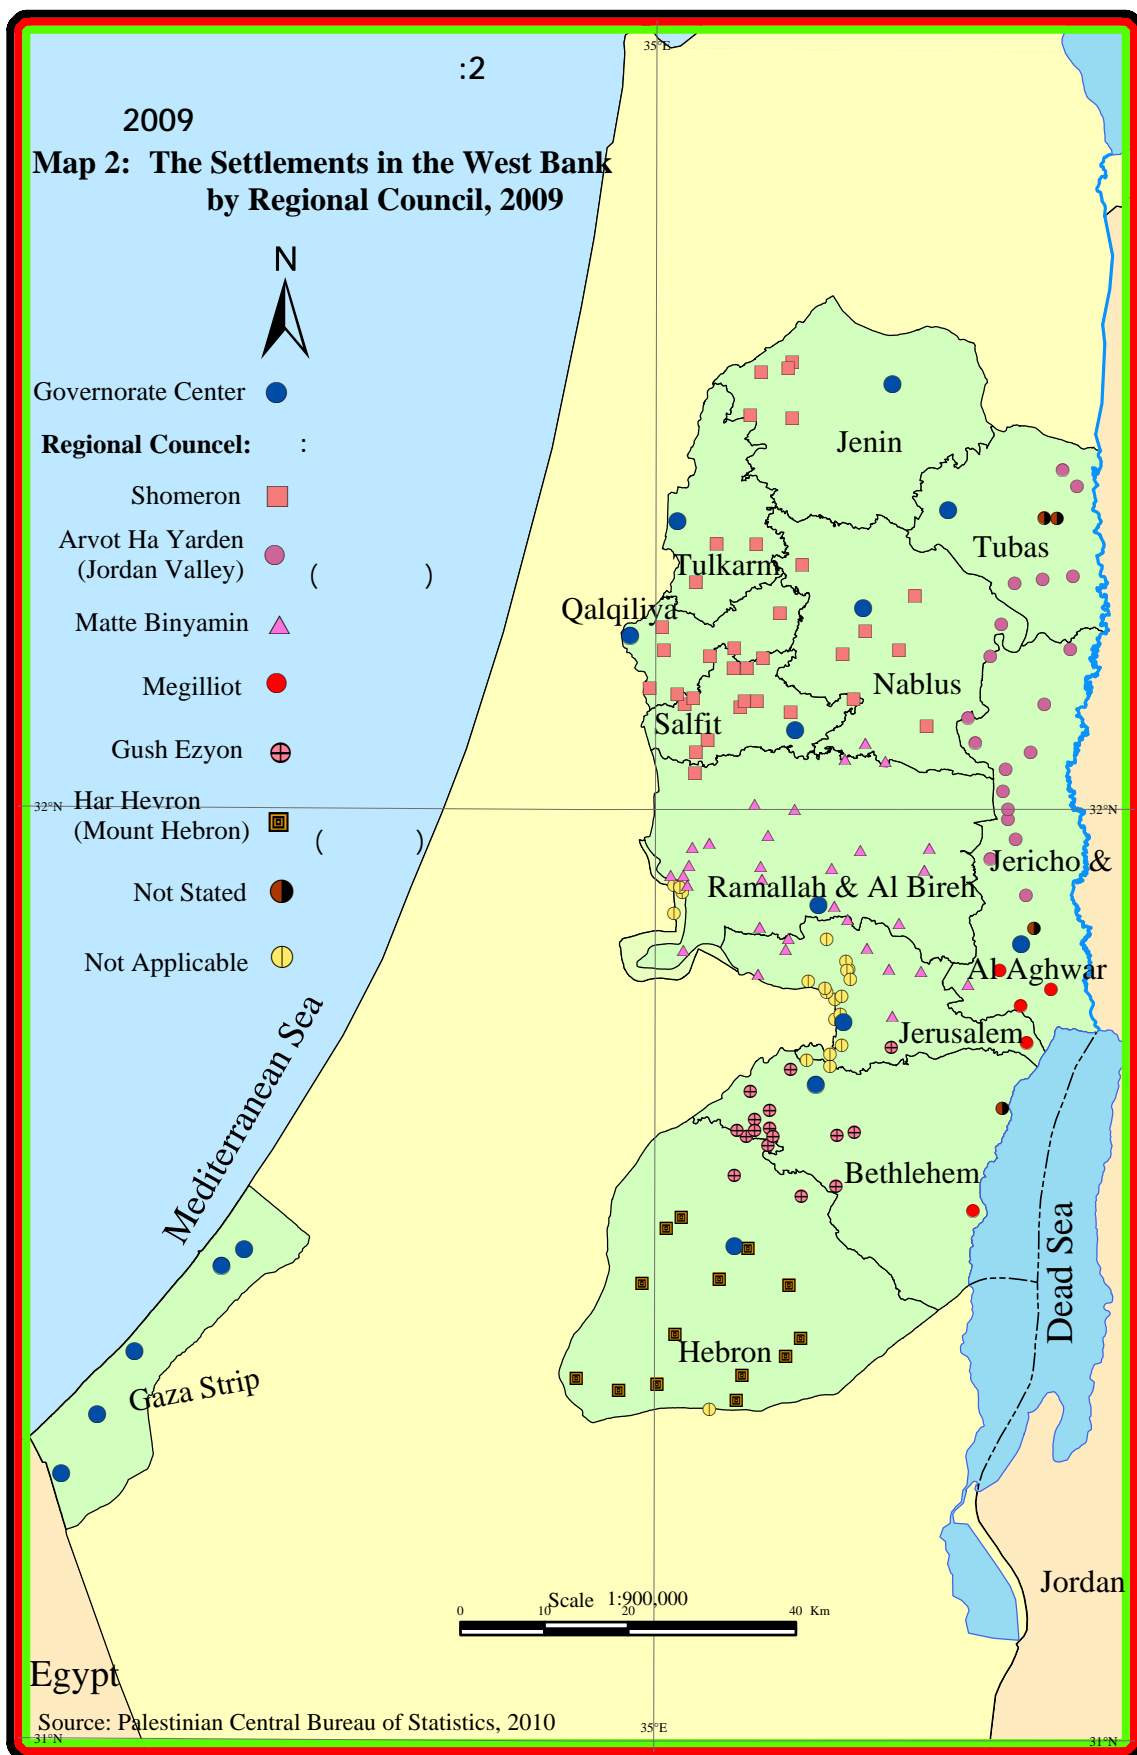 35°E
:2
2009
Map 2: The Settlements in the West Bank
by Regional Council, 2009
N
Governorate Center
Regional Councel:
:
Shomeron
Arvot Ha Yarden
(Jordan Valley)
( )
Matte Binyamin
Megilliot
Gush Ezyon
Har Hevron
(Mount Hebron)
( )
Not Stated
Not Applicable
Jenin
Tubas
Tulkarm
Qalqiliya
Nablus
Salfit
32°N
32°N
Jericho &
Ramallah & Al Bireh
Al Aghwar
Jerusalem
Mediterranean Sea
Bethlehem
Dead Sea
Hebron
Gaza Strip
Jordan
Scale 1:900,000
0 10 20 40 Km
Egypt
Source: Palestinian Central Bureau of Statistics, 2010
35°E
31°N
31°N